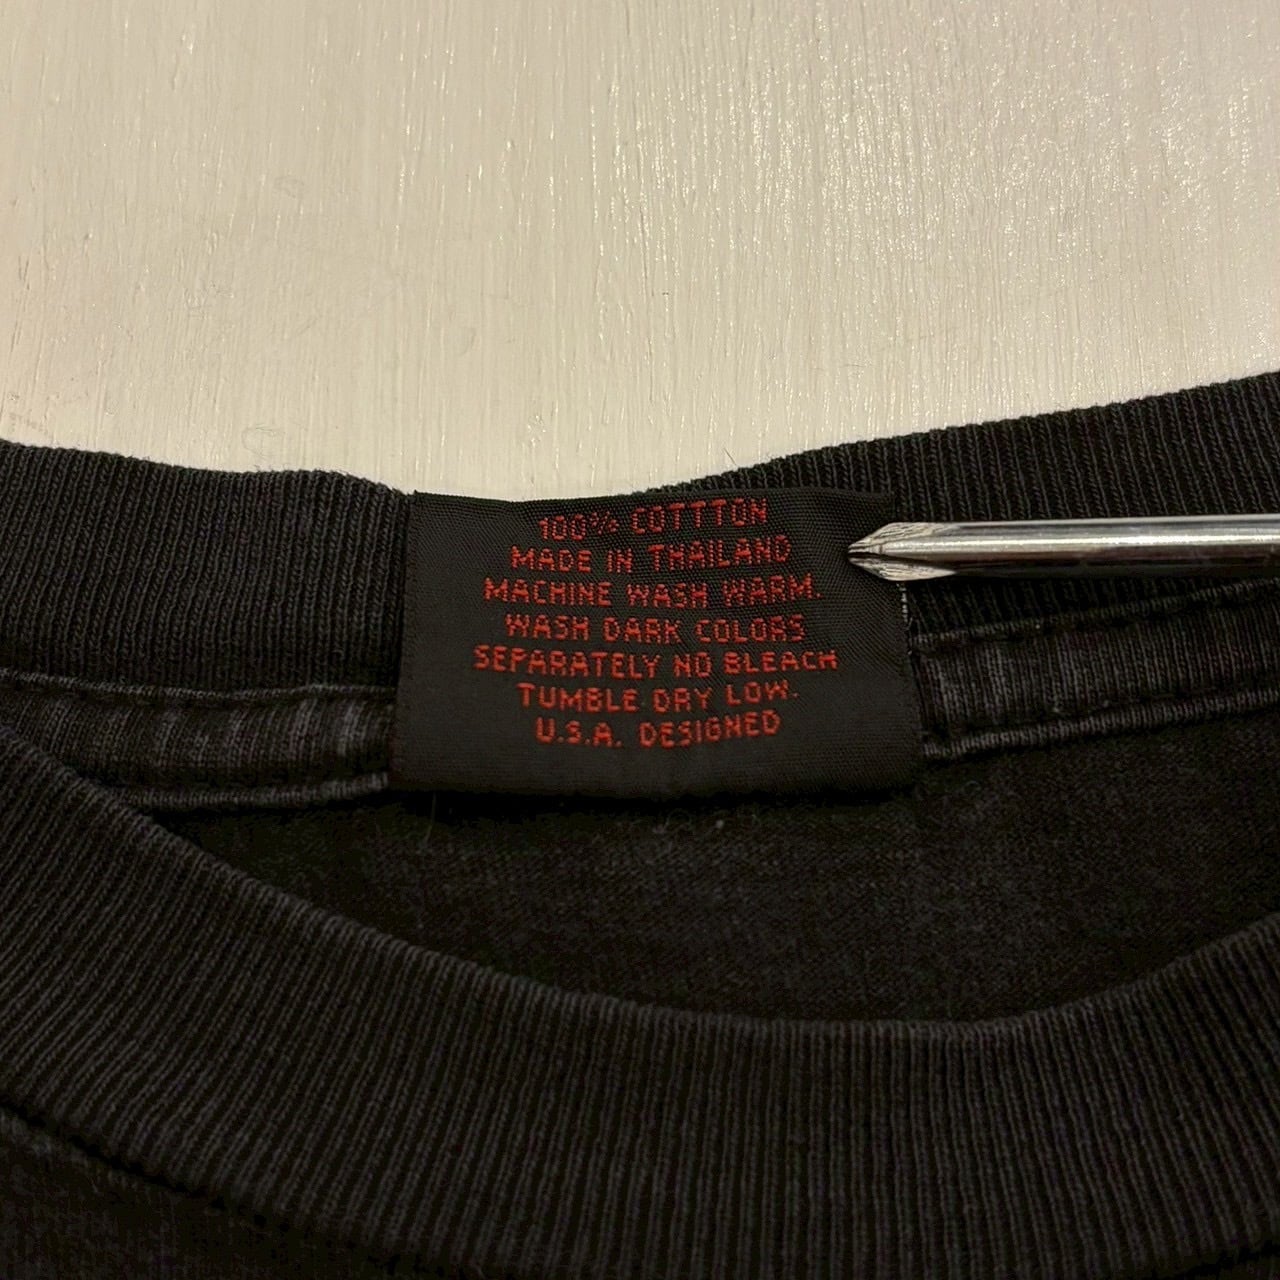 100% COTTTON
MADE IN THAILAND
MACHINE WASH WARM.
WASH DARK COLORS
SEPARATELY NO BLEACH
TUMBLE DRY LOW.
U.S.A. DESIGNED